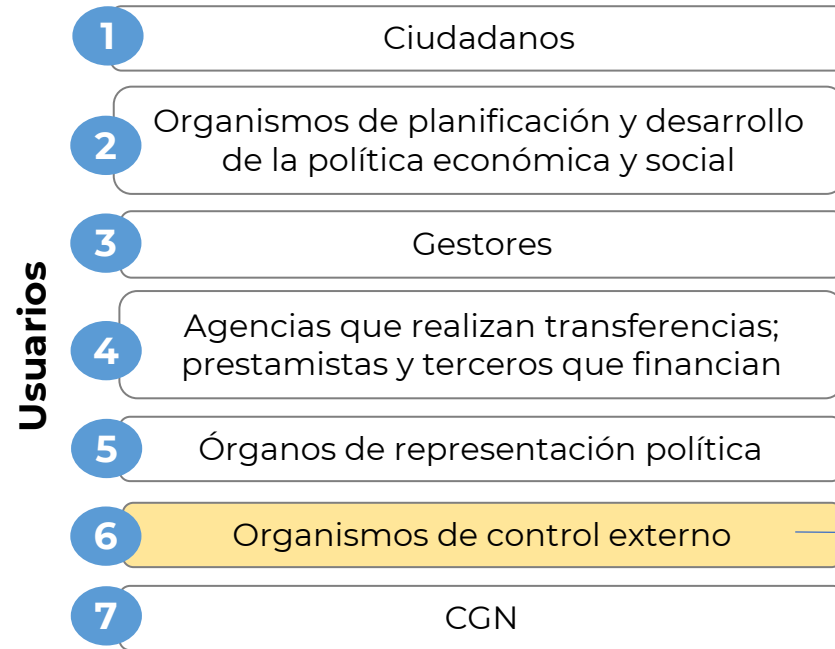 Usuarios
1
Ciudadanos
2
Organismos de planificación y desarrollo
de la política económica y social
3
Gestores
4
Agencias que realizan transferencias;
prestamistas y terceros que financian
5
Órganos de representación política
6
Organismos de control externo
7
CGN